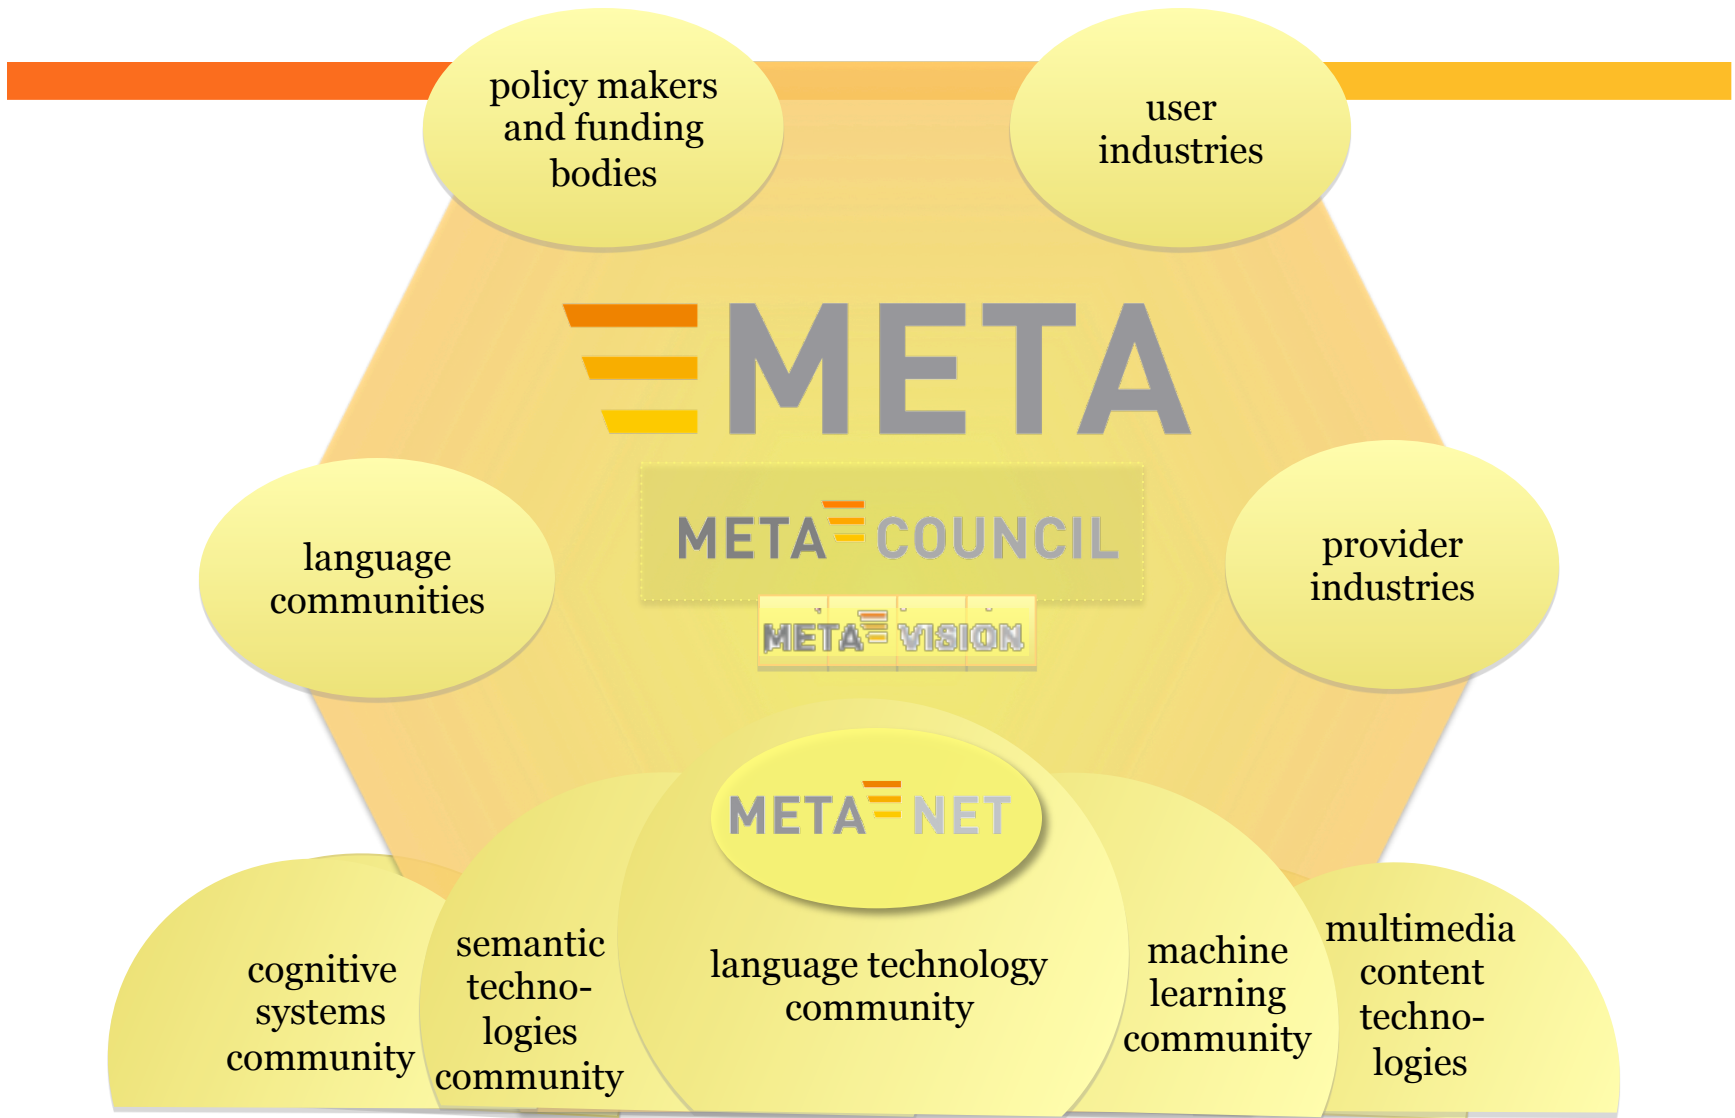 policy makers
and funding
bodies
user
industries
META
META COUNCIL
META VISION
language
communities
provider
industries
META NET
cognitive
systems
community
semantic
techno-
logies
community
language technology
community
machine
learning
community
multimedia
content
techno-
logies